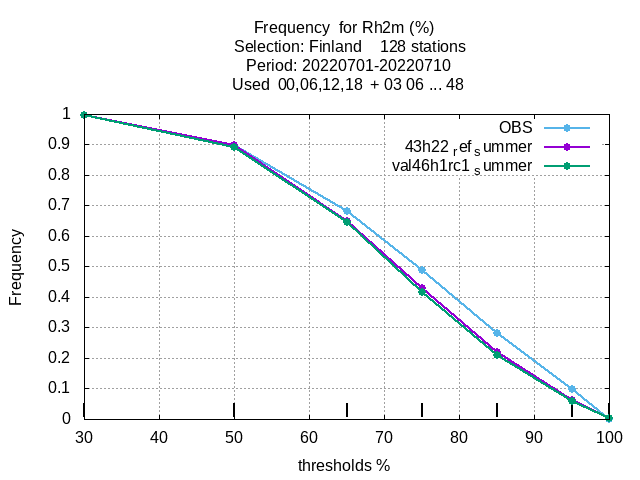 Frequency for Rh2m (%)
Selection: Finland 128 stations
Period: 20220701-20220710
Used 00,06,12,18 + 03 06 ... 48
OBS
43h22 refsummer
val46h1rc1 summer
Frequency
1
0.9
0.8
0.7
0.6
0.5
0.4
0.3
0.2
0.1
0
30 40 50 60 70 80 90 100
thresholds %